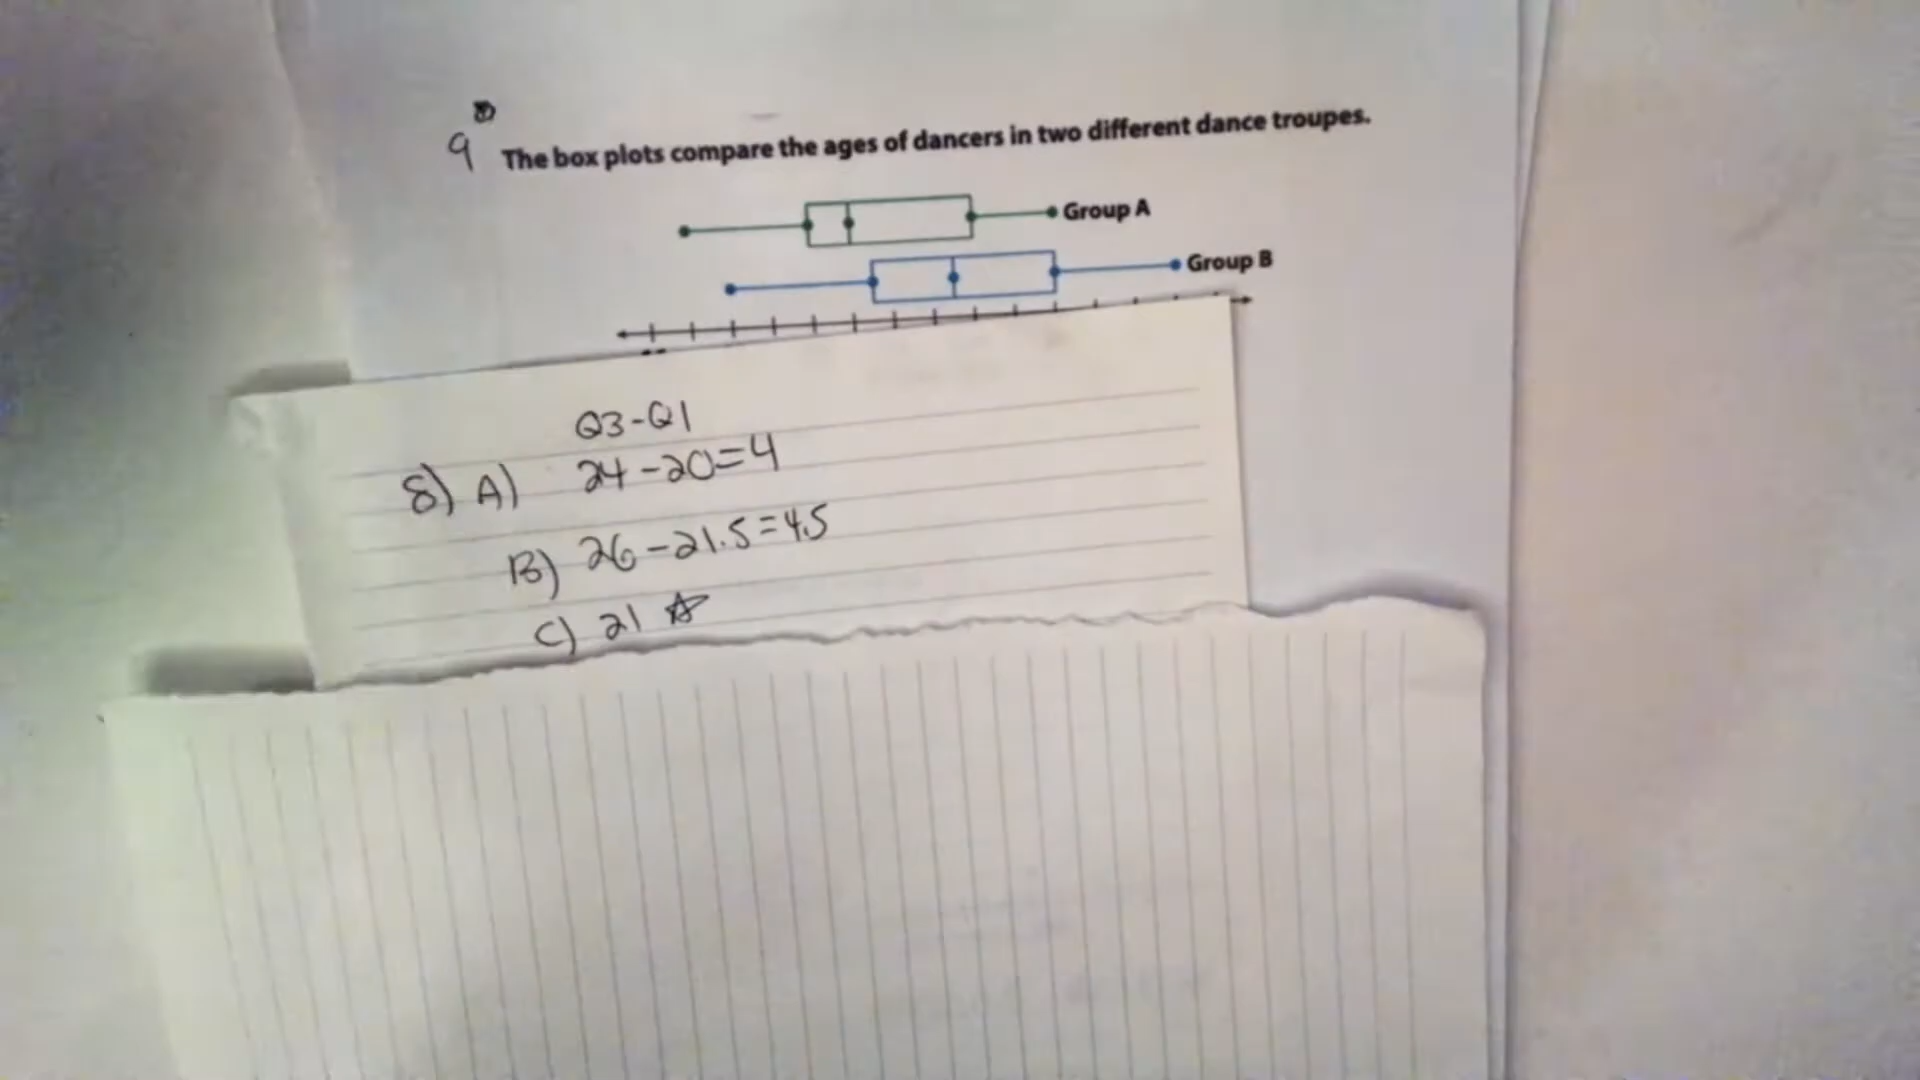 9 The box plots compare the ages of dancers in two different dance troupes.
Group A
Group B
Q3-Q1
8) A) 24-20=4
B) 26-21.5=4.5
C) 21